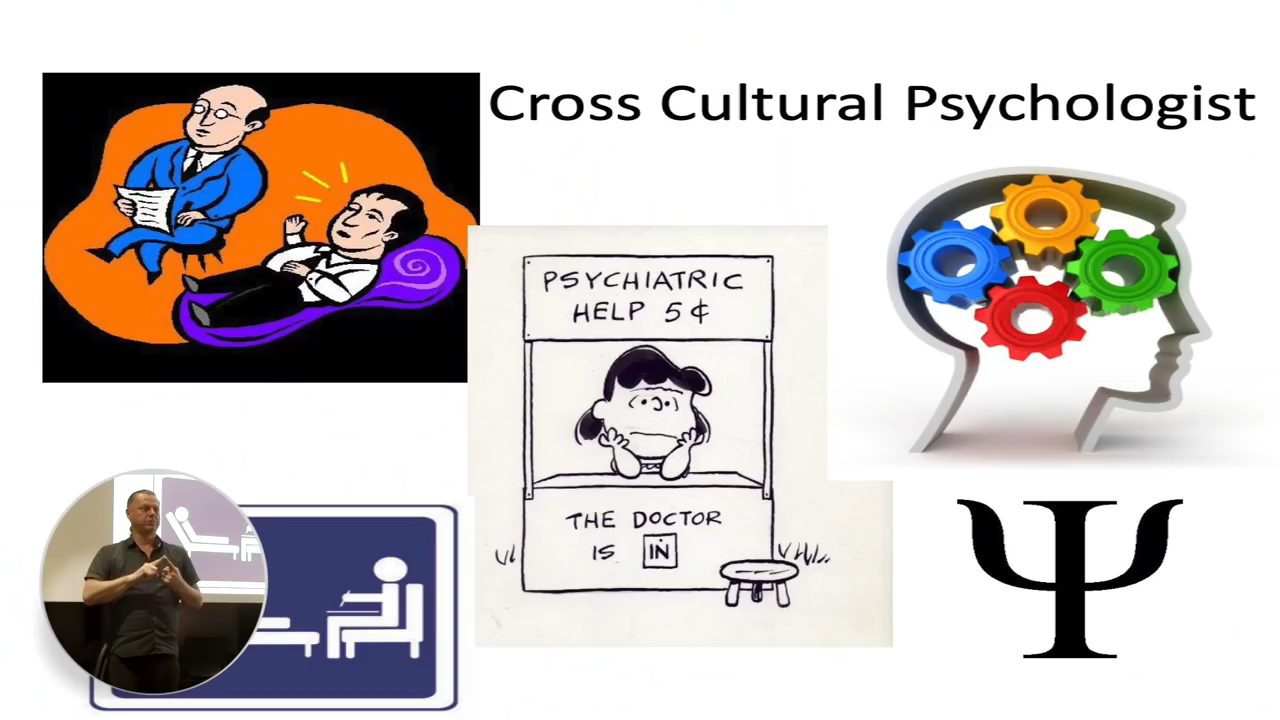 Cross Cultural Psychologist
PSYCHIATRIC
HELP 5¢
THE DOCTOR
IS IN
Ψ